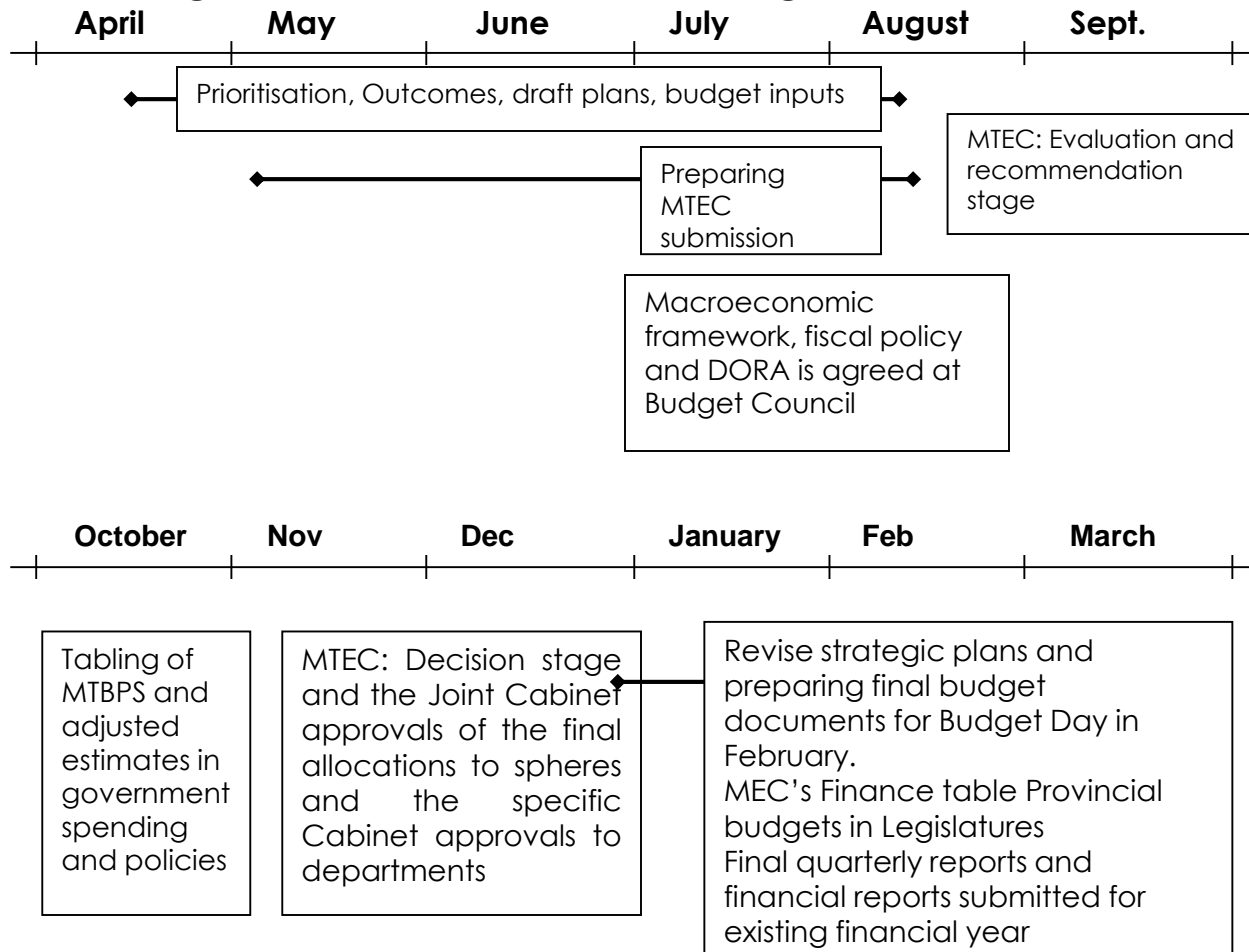 April May June July August Sept.
Prioritisation, Outcomes, draft plans, budget inputs
MTEC: Evaluation and
recommendation
stage
Preparing
MTEC
submission
Macroeconomic
framework, fiscal policy
and DORA is agreed at
Budget Council
October Nov Dec January Feb March
Tabling of
MTBPS and
adjusted
estimates in
government
spending
and policies
MTEC: Decision stage
and the Joint Cabinet
approvals of the final
allocations to spheres
and the specific
Cabinet approvals to
departments
Revise strategic plans and
preparing final budget
documents for Budget Day in
February.
MEC's Finance table Provincial
budgets in Legislatures
Final quarterly reports and
financial reports submitted for
existing financial year